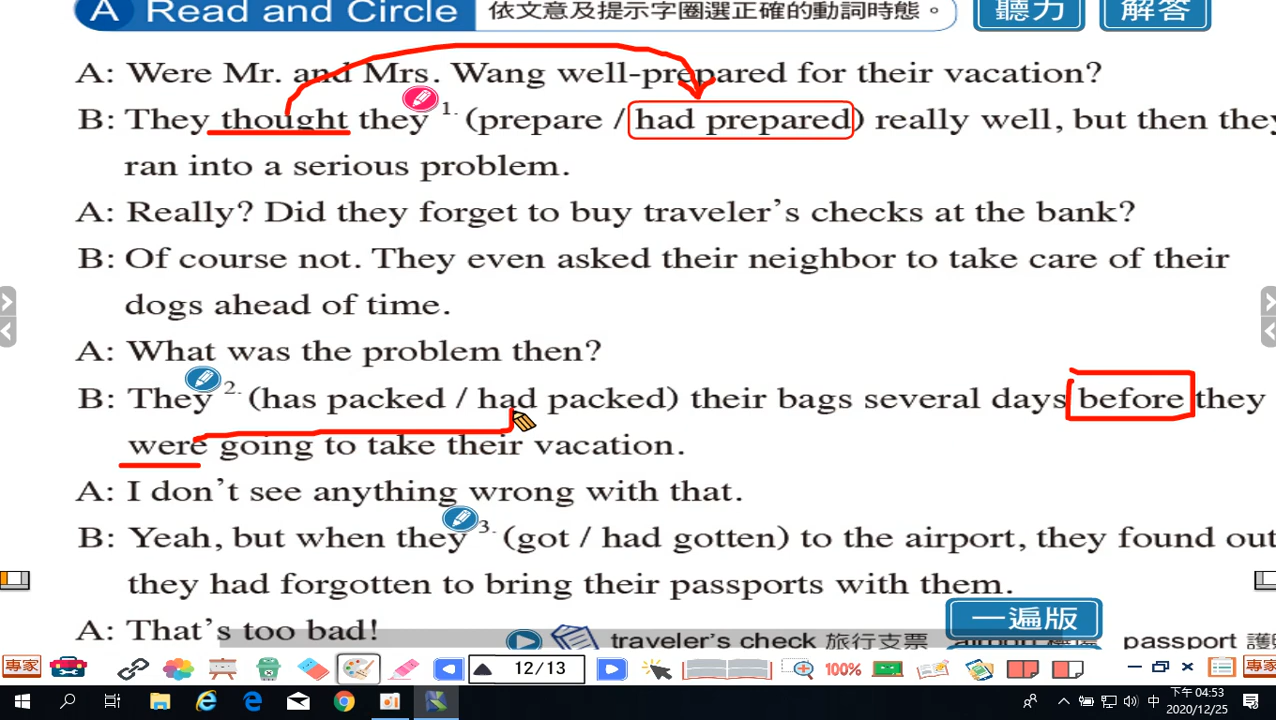 A Read and Circle 依文意及提示字圈選正確的動詞時態。 聽力 解答
A: Were Mr. and Mrs. Wang well-prepared for their vacation?
B: They thought they 1. (prepare / had prepared) really well, but then they
ran into a serious problem.
A: Really? Did they forget to buy traveler's checks at the bank?
B: Of course not. They even asked their neighbor to take care of their
dogs ahead of time.
A: What was the problem then?
B: They 2. (has packed / had packed) their bags several days before they
were going to take their vacation.
A: I don't see anything wrong with that.
B: Yeah, but when they 3. (got / had gotten) to the airport, they found out
they had forgotten to bring their passports with them.
A: That's too bad!
一遍版
traveler's check 旅行支票 airport 機場 passport 護
專家 12/13 100% 專家
中 下午 04:53
2020/12/25